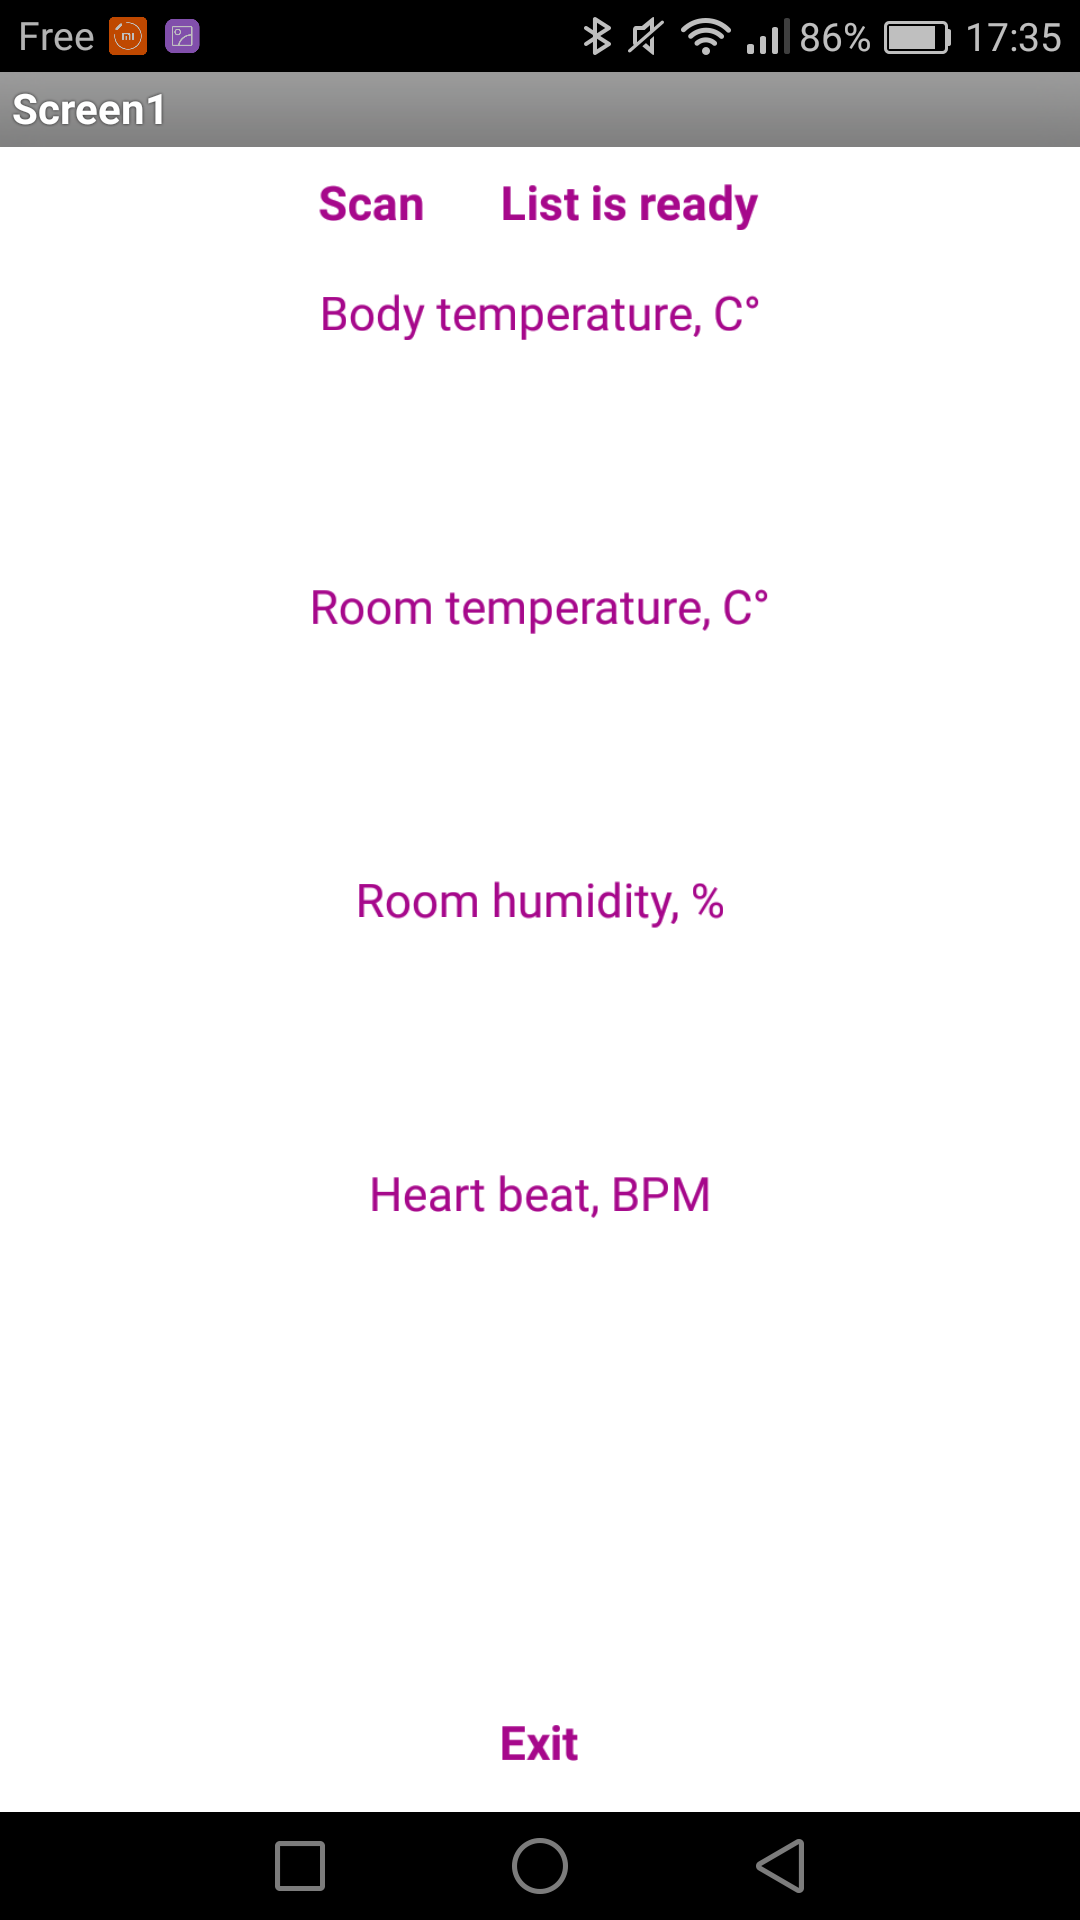 Free 86% 17:35
Screen1
Scan List is ready
Body temperature, C°
Room temperature, C°
Room humidity, %
Heart beat, BPM
Exit